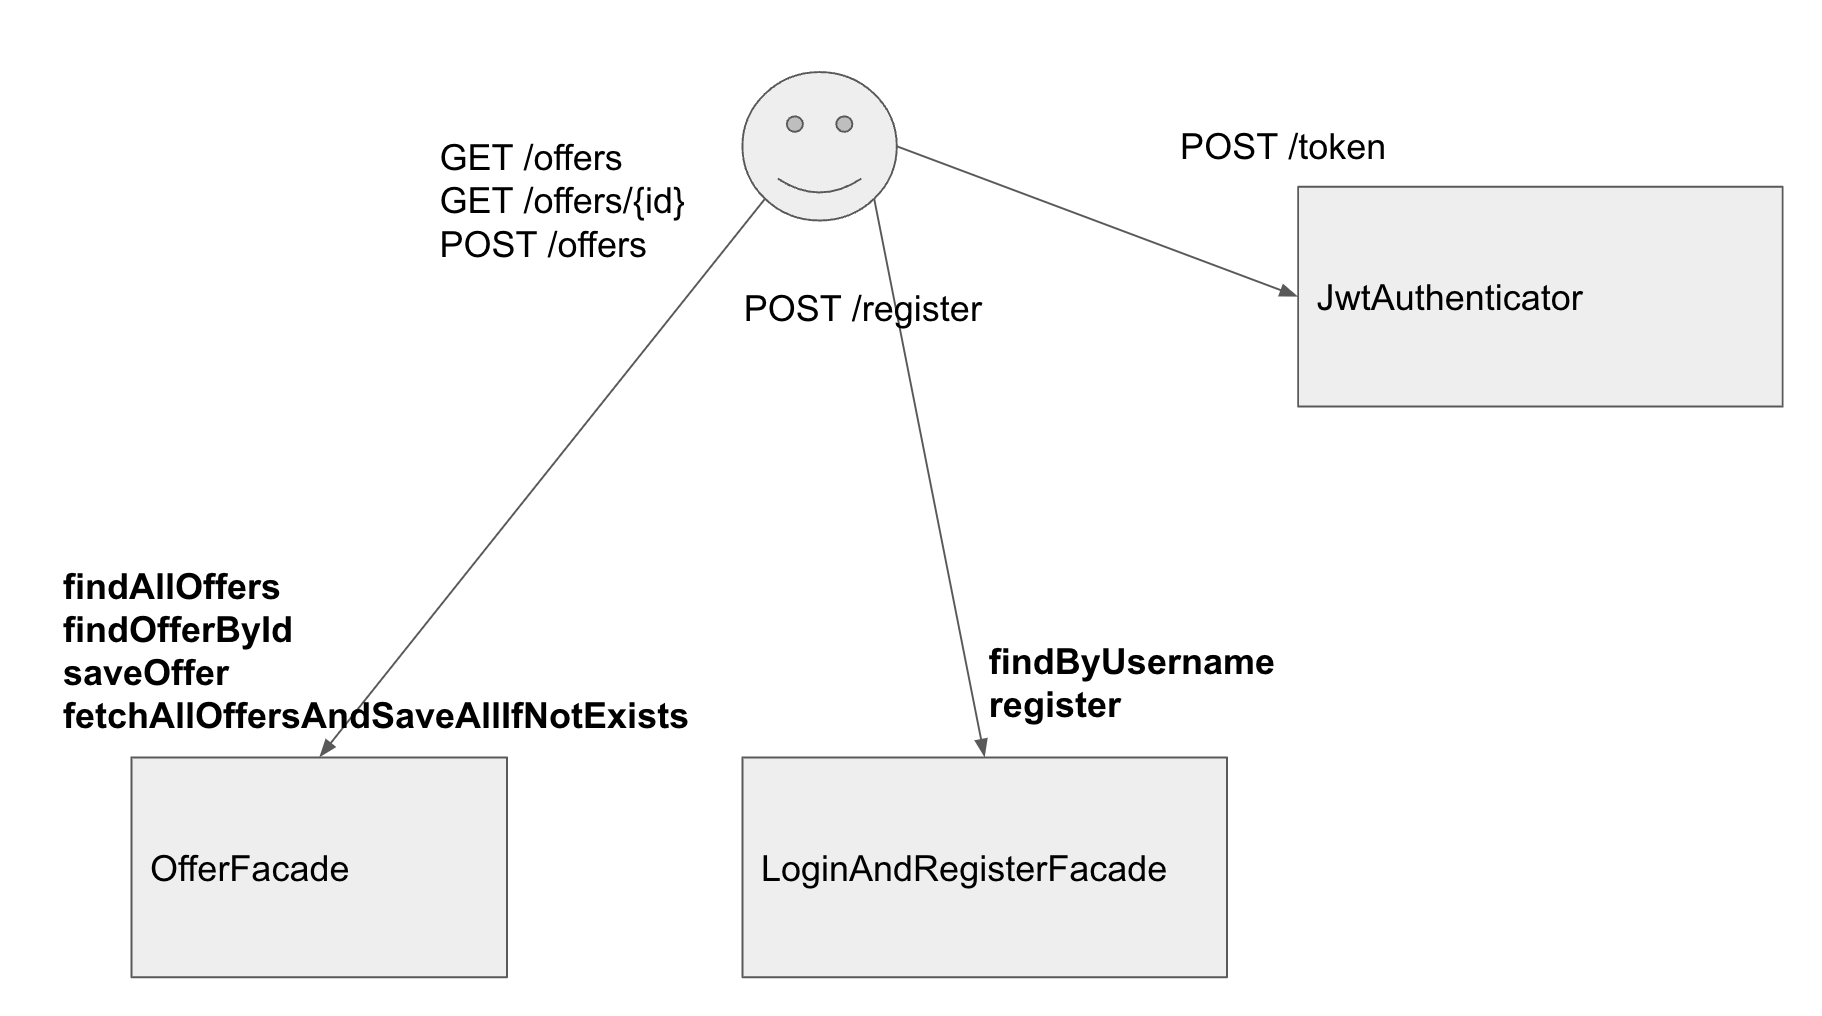 GET /offers
GET /offers/{id}
POST /offers
POST /token
JwtAuthenticator
POST /register
findAllOffers
findOfferById
saveOffer
fetchAllOffersAndSaveAllIfNotExists
findByUsername
register
OfferFacade
LoginAndRegisterFacade